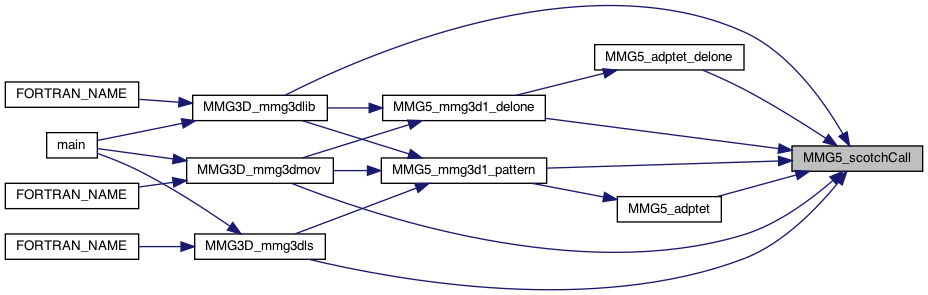 MMG5_adptet_delone
FORTRAN_NAME
MMG3D_mmg3dlib
MMG5_mmg3d1_delone
main
MMG5_scotchCall
MMG3D_mmg3dmov
MMG5_mmg3d1_pattern
FORTRAN_NAME
MMG5_adptet
FORTRAN_NAME
MMG3D_mmg3dls